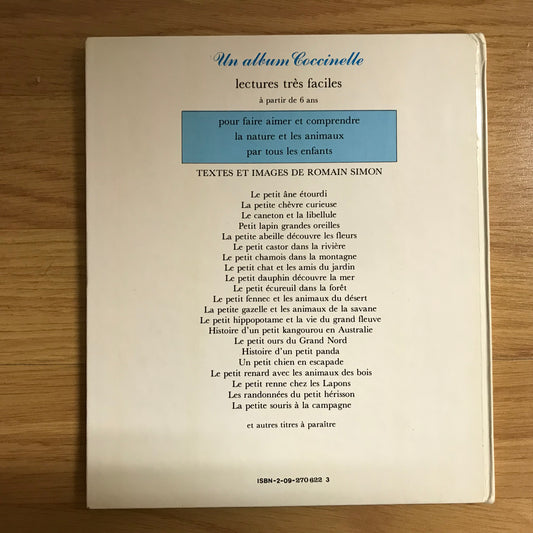 Un album Coccinelle
lectures très faciles
à partir de 6 ans
pour faire aimer et comprendre
la nature et les animaux
par tous les enfants
TEXTES ET IMAGES DE ROMAIN SIMON
Le petit âne étourdi
La petite chèvre curieuse
Le caneton et la libellule
Petit lapin grandes oreilles
La petite abeille découvre les fleurs
Le petit castor dans la rivière
Le petit chamois dans la montagne
Le petit chat et les amis du jardin
Le petit dauphin découvre la mer
Le petit écureuil dans la forêt
Le petit fennec et les animaux du désert
La petite gazelle et les animaux de la savane
Le petit hippopotame et la vie du grand fleuve
Histoire d'un petit kangourou en Australie
Le petit ours du Grand Nord
Histoire d'un petit panda
Un petit chien en escapade
Le petit renard avec les animaux des bois
Le petit renne chez les Lapons
Les randonnées du petit hérisson
La petite souris à la campagne
et autres titres à paraître
ISBN-2-09-270 622 3